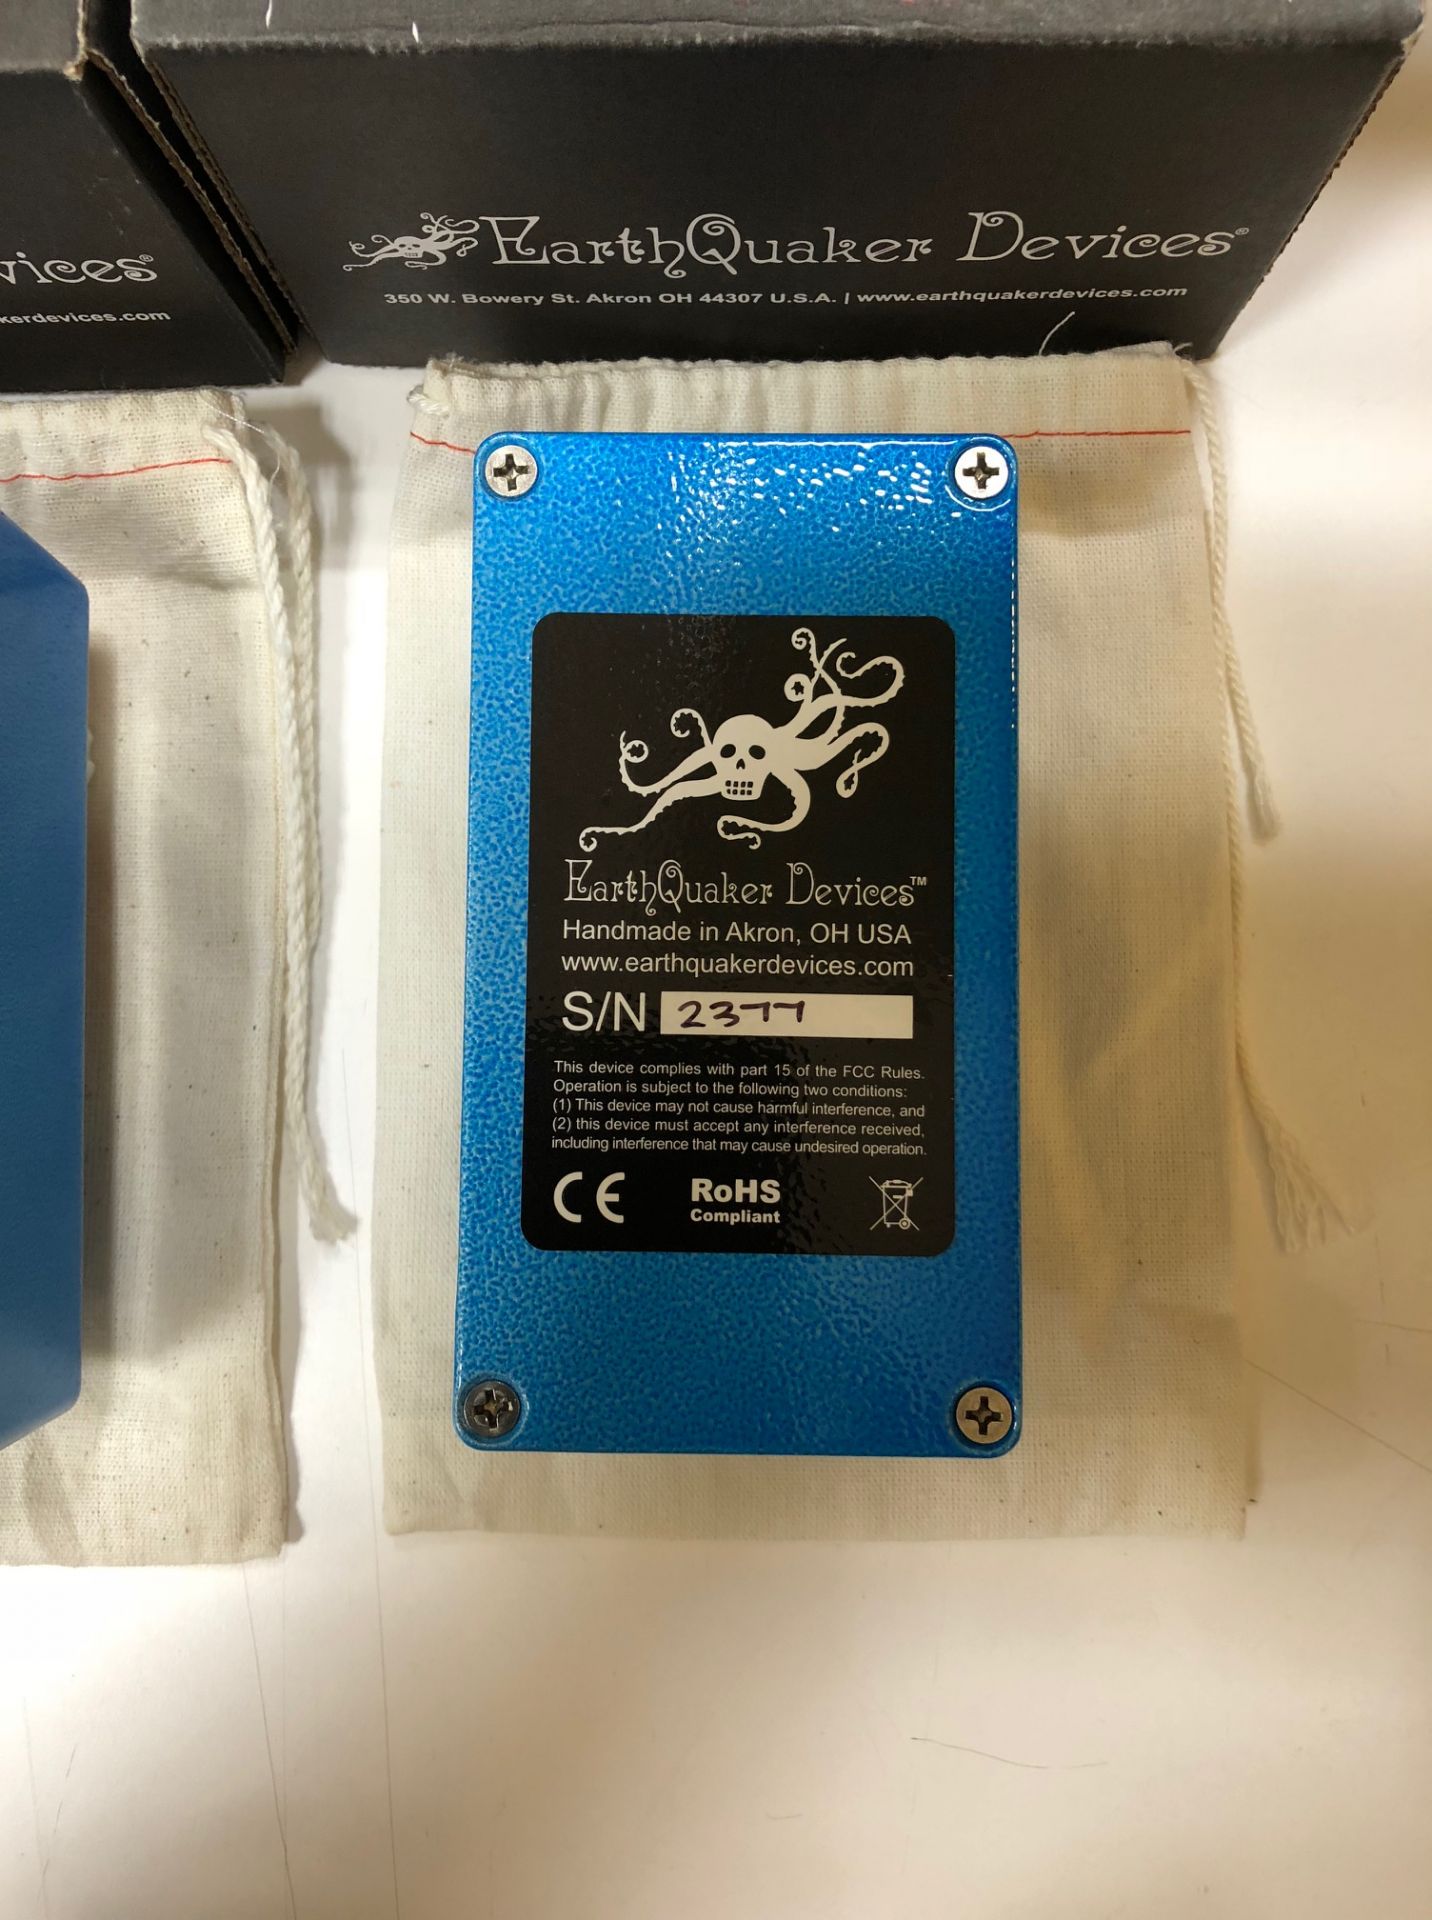 EarthQuaker Devices®
350 W. Bowery St. Akron OH 44307 U.S.A. | www.earthquakerdevices.com
vices®
kerdevices.com
EarthQuaker Devices™
Handmade in Akron, OH USA
www.earthquakerdevices.com
S/N 2377
This device complies with part 15 of the FCC Rules.
Operation is subject to the following two conditions:
(1) This device may not cause harmful interference, and
(2) this device must accept any interference received,
including interference that may cause undesired operation.
CE RoHS
Compliant